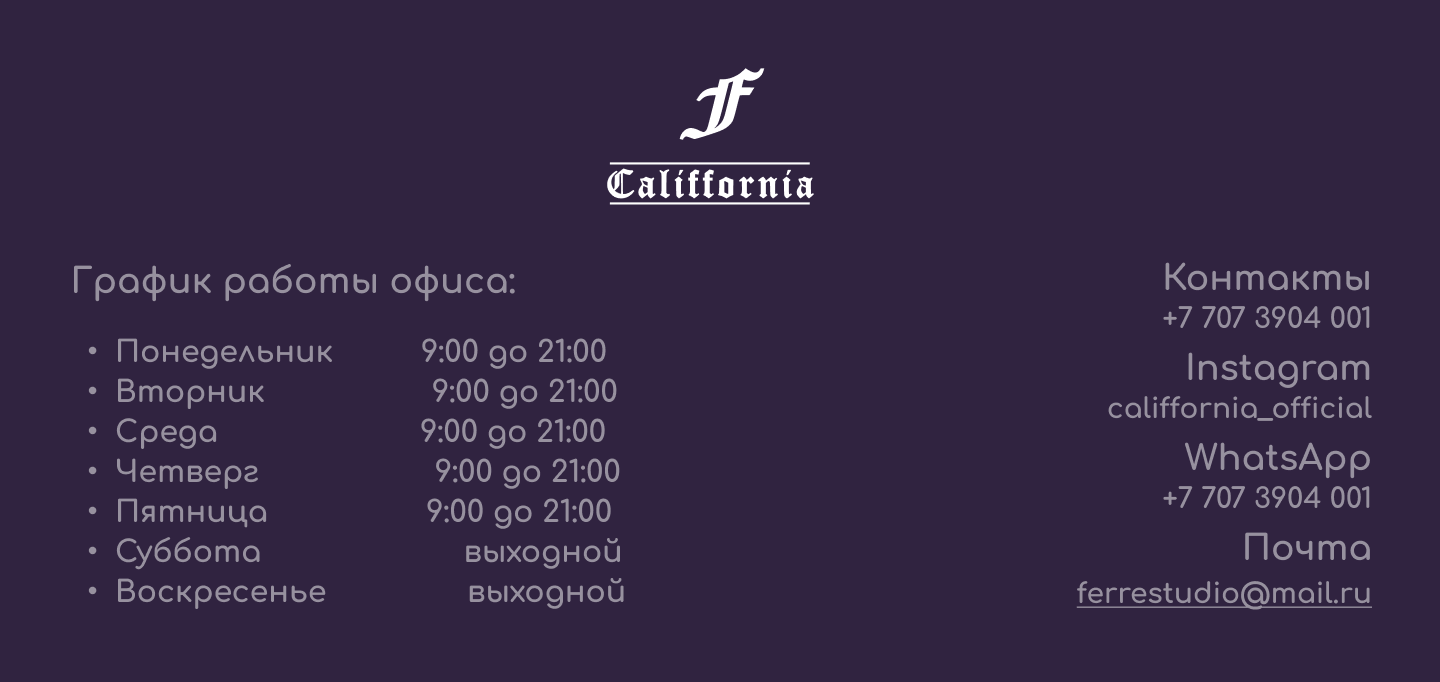 F
Califfornia
График работы офиса:
• Понедельник 9:00 до 21:00
• Вторник 9:00 до 21:00
• Среда 9:00 до 21:00
• Четверг 9:00 до 21:00
• Пятница 9:00 до 21:00
• Суббота выходной
• Воскресенье выходной
Контакты
+7 707 3904 001
Instagram
califfornia_official
WhatsApp
+7 707 3904 001
Почта
ferrestudio@mail.ru